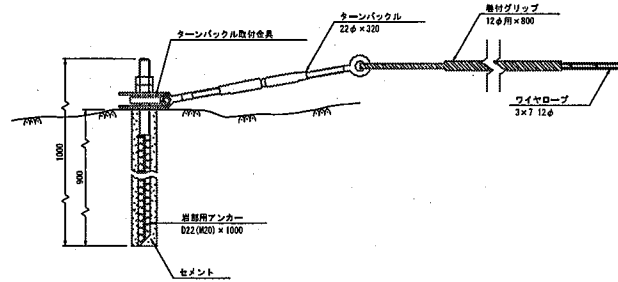 巻付グリップ
12φ用×800
ターンバックル
22φ×320
ターンバックル取付金具
ワイヤロープ
3×7 12φ
1000
900
岩部用アンカー
D22(M20)×1000
セメント